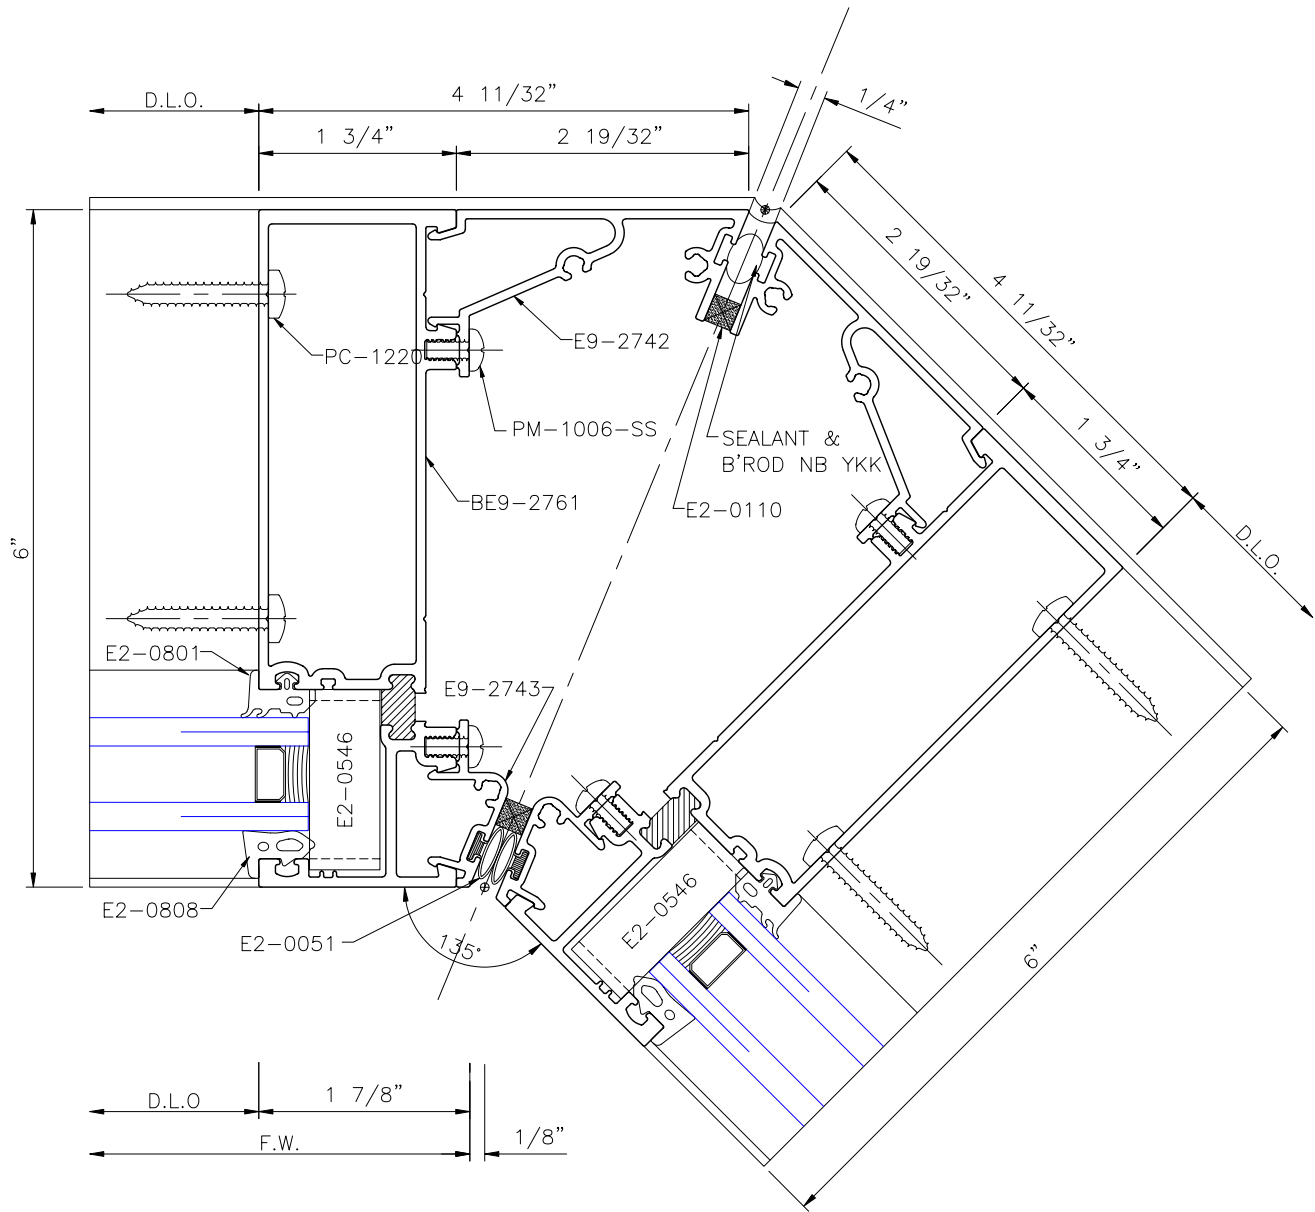 D.L.O.
4 11/32”
1/4”
1 3/4”
2 19/32”
2 19/32”
4 11/32”
1 3/4”
D.L.O.
E9-2742
PC-1220
PM-1006-SS
SEALANT &
B'ROD NB YKK
BE9-2761
E2-0110
6”
E2-0801
E9-2743
E2-0546
E2-0546
E2-0808
E2-0051
135°
6”
D.L.O
1 7/8”
F.W.
1/8”